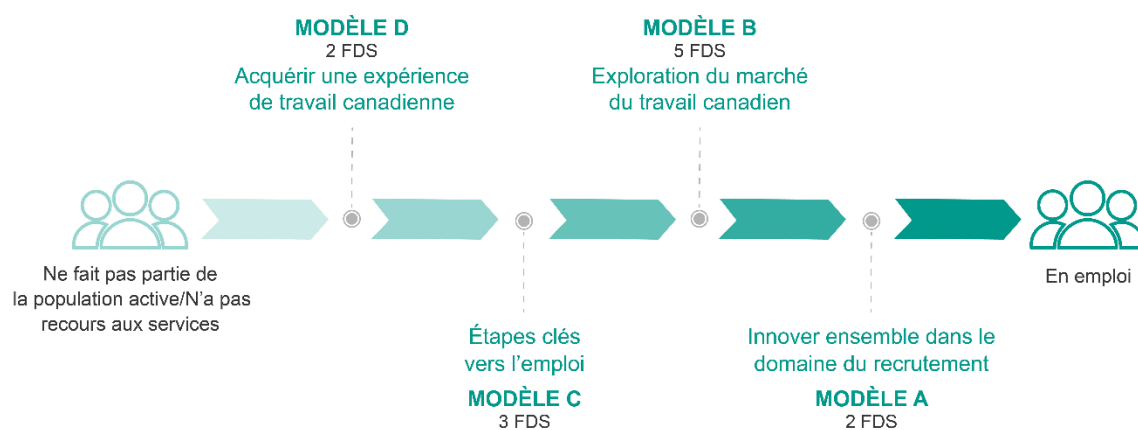 MODÈLE D
2 FDS
Acquérir une expérience
de travail canadienne
MODÈLE B
5 FDS
Exploration du marché
du travail canadien
Ne fait pas partie de
la population active/N’a pas
recours aux services
En emploi
Étapes clés
vers l’emploi
MODÈLE C
3 FDS
Innover ensemble dans le
domaine du recrutement
MODÈLE A
2 FDS